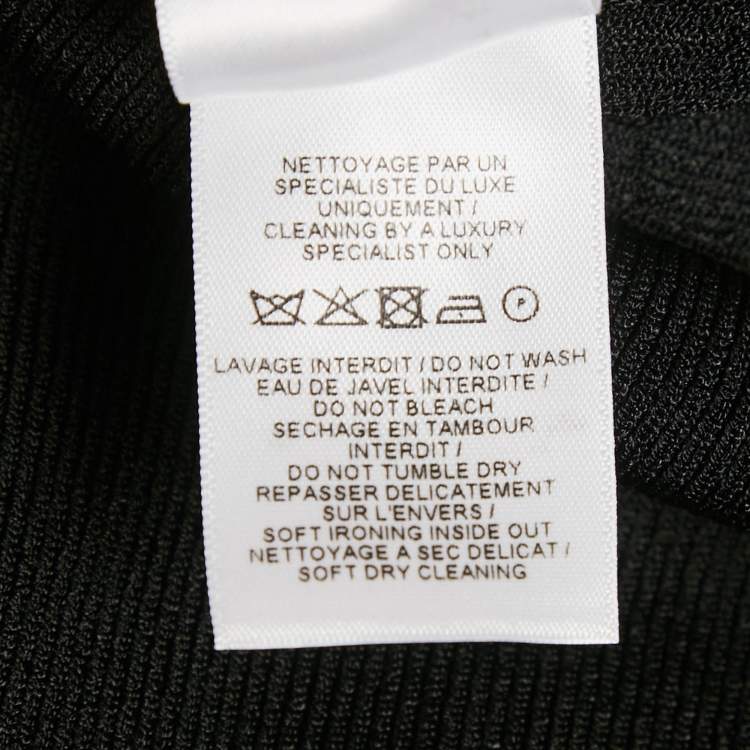 NETTOYAGE PAR UN
SPECIALISTE DU LUXE
UNIQUEMENT /
CLEANING BY A LUXURY
SPECIALIST ONLY
P
LAVAGE INTERDIT / DO NOT WASH
EAU DE JAVEL INTERDITE /
DO NOT BLEACH
SECHAGE EN TAMBOUR
INTERDIT /
DO NOT TUMBLE DRY
REPASSER DELICATEMENT
SUR L'ENVERS /
SOFT IRONING INSIDE OUT
NETTOYAGE A SEC DELICAT /
SOFT DRY CLEANING